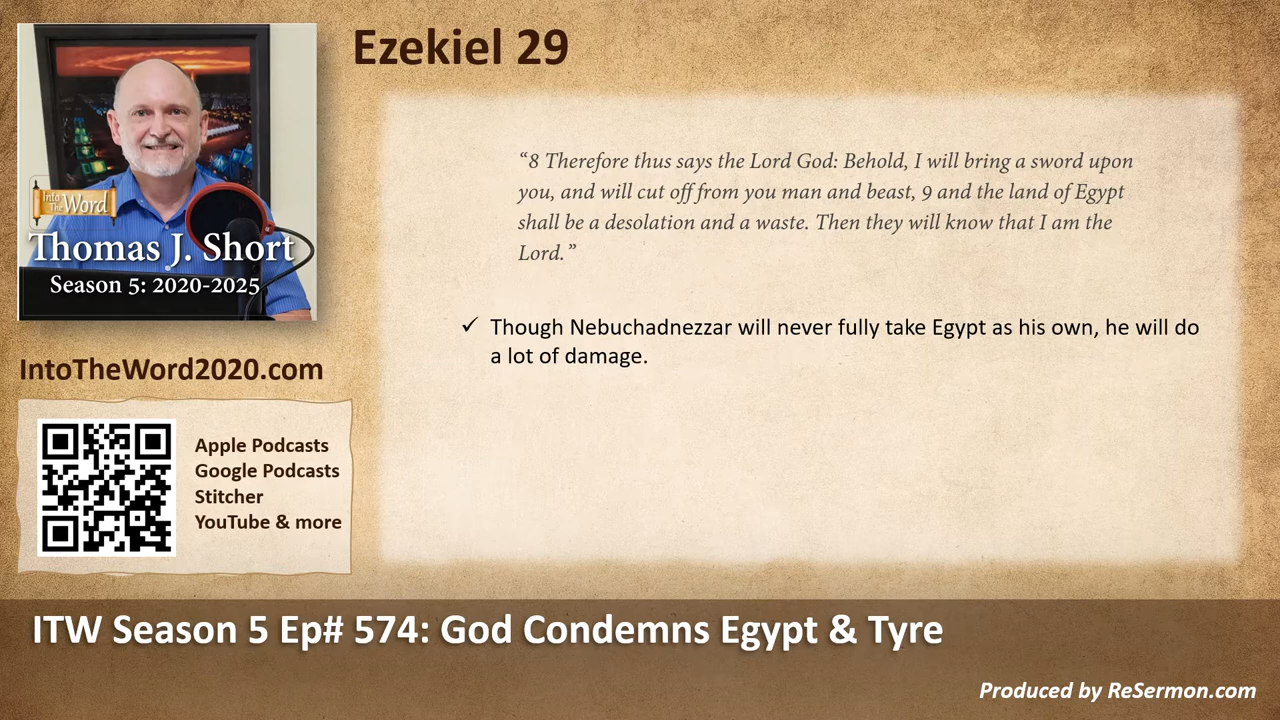 Ezekiel 29
“8 Therefore thus says the Lord God: Behold, I will bring a sword upon
you, and will cut off from you man and beast, 9 and the land of Egypt
shall be a desolation and a waste. Then they will know that I am the
Lord.”
✓ Though Nebuchadnezzar will never fully take Egypt as his own, he will do
a lot of damage.
Into
The Word
Thomas J. Short
Season 5: 2020-2025
IntoTheWord2020.com
Apple Podcasts
Google Podcasts
Stitcher
YouTube & more
ITW Season 5 Ep# 574: God Condemns Egypt & Tyre
Produced by ReSermon.com